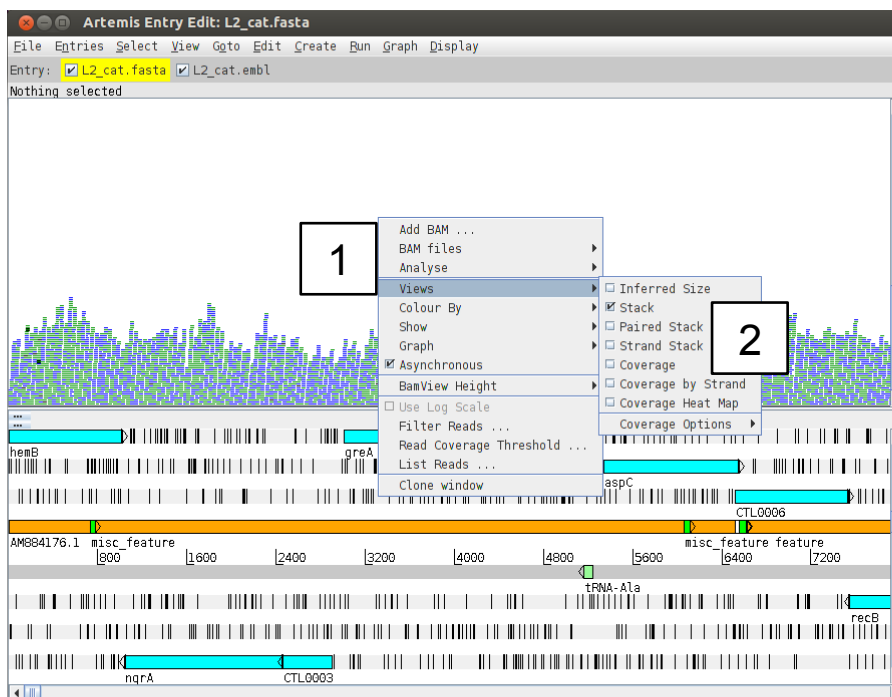 Artemis Entry Edit: L2_cat.fasta
File Entries Select View Goto Edit Create Run Graph Display
Entry: L2_cat.fasta L2_cat.embl
Nothing selected
1
Add BAM ...
BAM files
Analyse
Views
Colour By
Show
Graph
Asynchronous
BamView Height
Use Log Scale
Filter Reads ...
Read Coverage Threshold ...
List Reads ...
Clone window
2
Inferred Size
Stack
Paired Stack
Strand Stack
Coverage
Coverage by Strand
Coverage Heat Map
Coverage Options
hemB greA
aspC
CTL0006
AM884176.1 misc_feature misc_feature feature
800 1600 2400 3200 4000 4800 5600 6400 7200
tRNA-Ala
recB
nqrA CTL0003